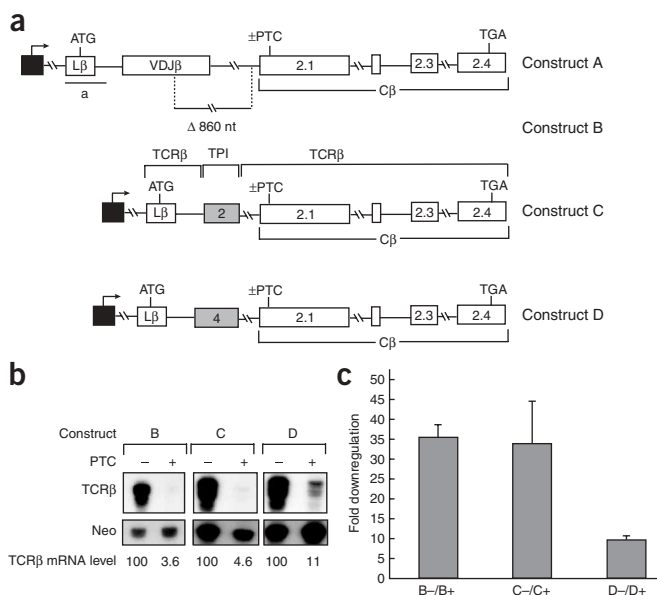 a
ATG
±PTC
TGA
Lβ
VDJβ
2.1
2.3
2.4
Construct A
a
Cβ
Δ 860 nt
Construct B
TCRβ
TPI
TCRβ
ATG
±PTC
TGA
Lβ
2
2.1
2.3
2.4
Construct C
Cβ
ATG
±PTC
TGA
Lβ
4
2.1
2.3
2.4
Construct D
Cβ
b
Construct B C D
PTC – + – + – +
TCRβ
Neo
TCRβ mRNA level 100 3.6 100 4.6 100 11
c
Fold downregulation
50
45
40
35
30
25
20
15
10
5
0
B–/B+ C–/C+ D–/D+